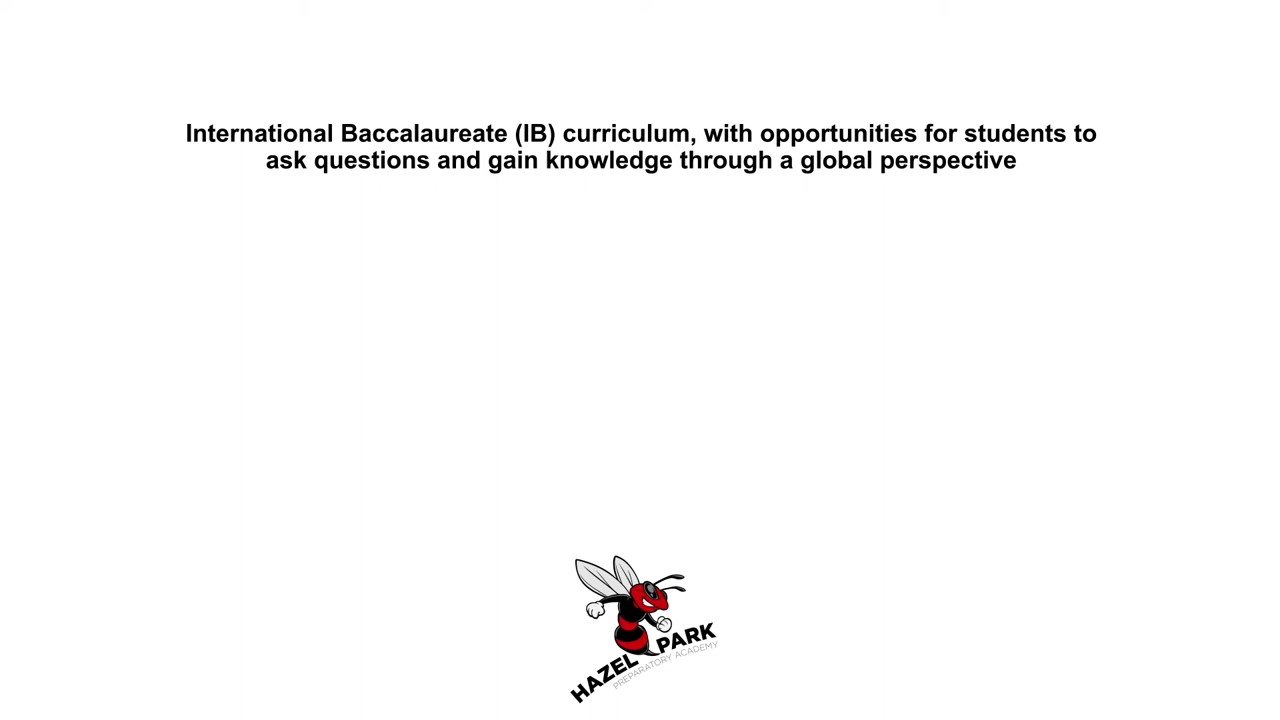 International Baccalaureate (IB) curriculum, with opportunities for students to
ask questions and gain knowledge through a global perspective
HAZEL PARK
PREPARATORY ACADEMY